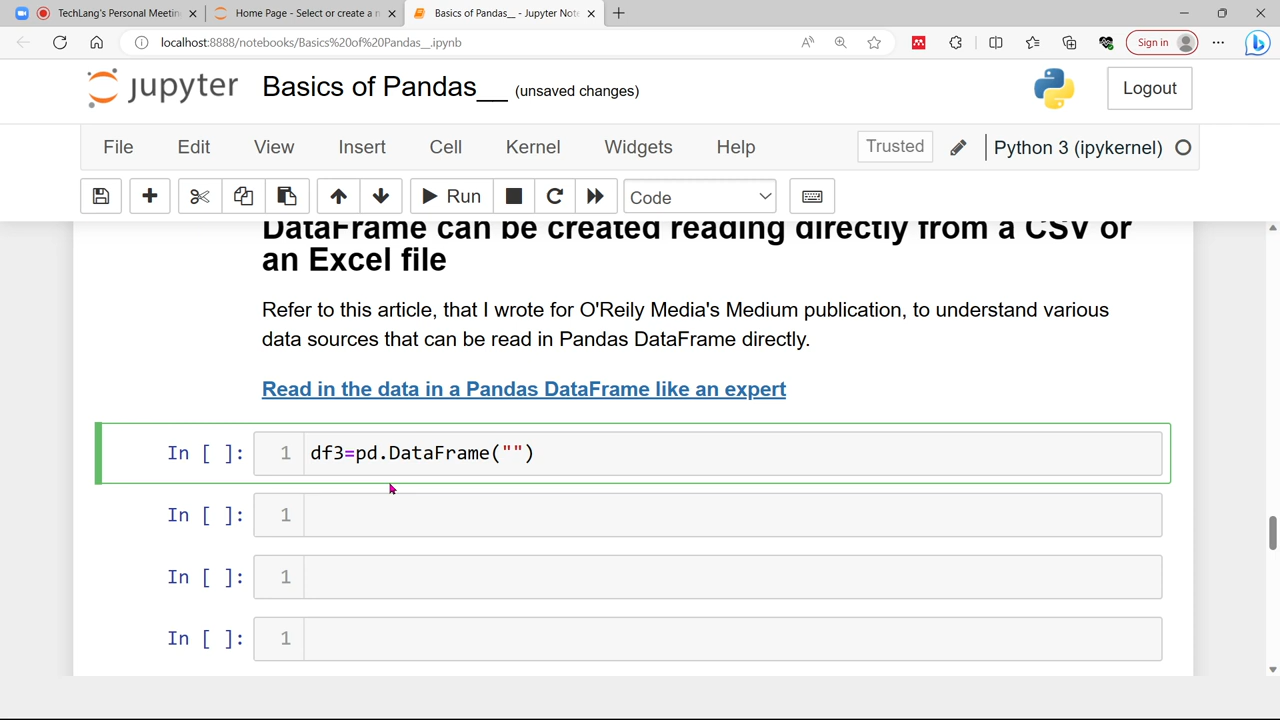 TechLang's Personal Meetin
Home Page - Select or create a n
Basics of Pandas__ - Jupyter Not
localhost:8888/notebooks/Basics%20of%20Pandas__.ipynb
Sign in
jupyter
Basics of Pandas__ (unsaved changes)
Logout
File Edit View Insert Cell Kernel Widgets Help
Trusted
Python 3 (ipykernel)
Run
Code
DataFrame can be created reading directly from a CSV or
an Excel file
Refer to this article, that I wrote for O'Reily Media's Medium publication, to understand various
data sources that can be read in Pandas DataFrame directly.
Read in the data in a Pandas DataFrame like an expert
In [ ]: 1 df3=pd.DataFrame("")
In [ ]: 1
In [ ]: 1
In [ ]: 1